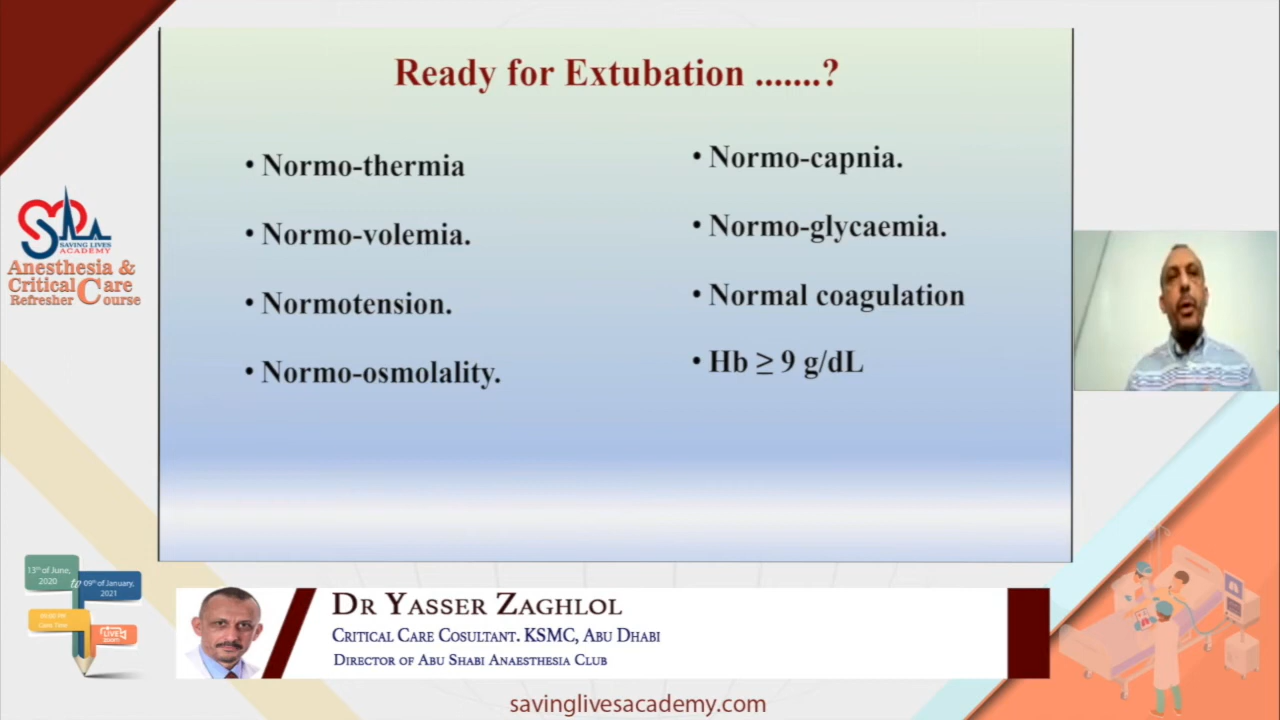 Ready for Extubation .......?
• Normo-thermia
• Normo-volemia.
• Normotension.
• Normo-osmolality.
• Normo-capnia.
• Normo-glycaemia.
• Normal coagulation
• Hb ≥ 9 g/dL
SAVING LIVES
ACADEMY
Anesthesia &
Critical Care
Refresher Course
13th of June,
2020
to
09th of January,
2021
LIVE
DR YASSER ZAGHLOL
CRITICAL CARE COSULTANT. KSMC, ABU DHABI
DIRECTOR OF ABU SHABI ANAESTHESIA CLUB
savinglivesacademy.com